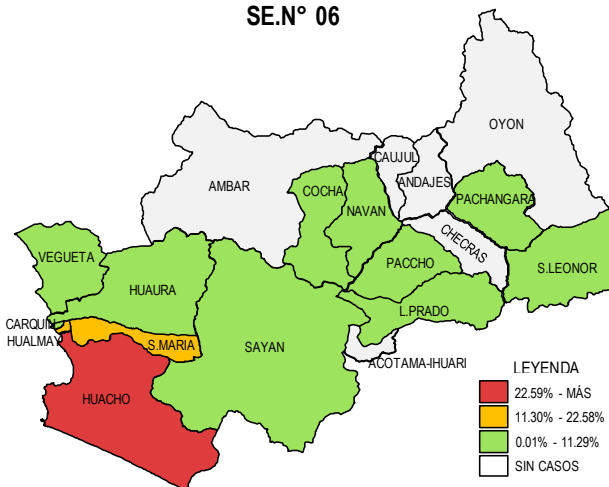 SE.N° 06
OYON
CAUJUL
AMBAR
COCHA
ANDAJES
NAVAN
PACHANGARA
CHECRAS
VEGUETA
PACCHO
S.LEONOR
HUAURA
L.PRADO
CARQUIN
HUALMAY
S.MARIA
SAYAN
ACOTAMA-IHUARI
HUACHO
LEYENDA
22.59% - MÁS
11.30% - 22.58%
0.01% - 11.29%
SIN CASOS